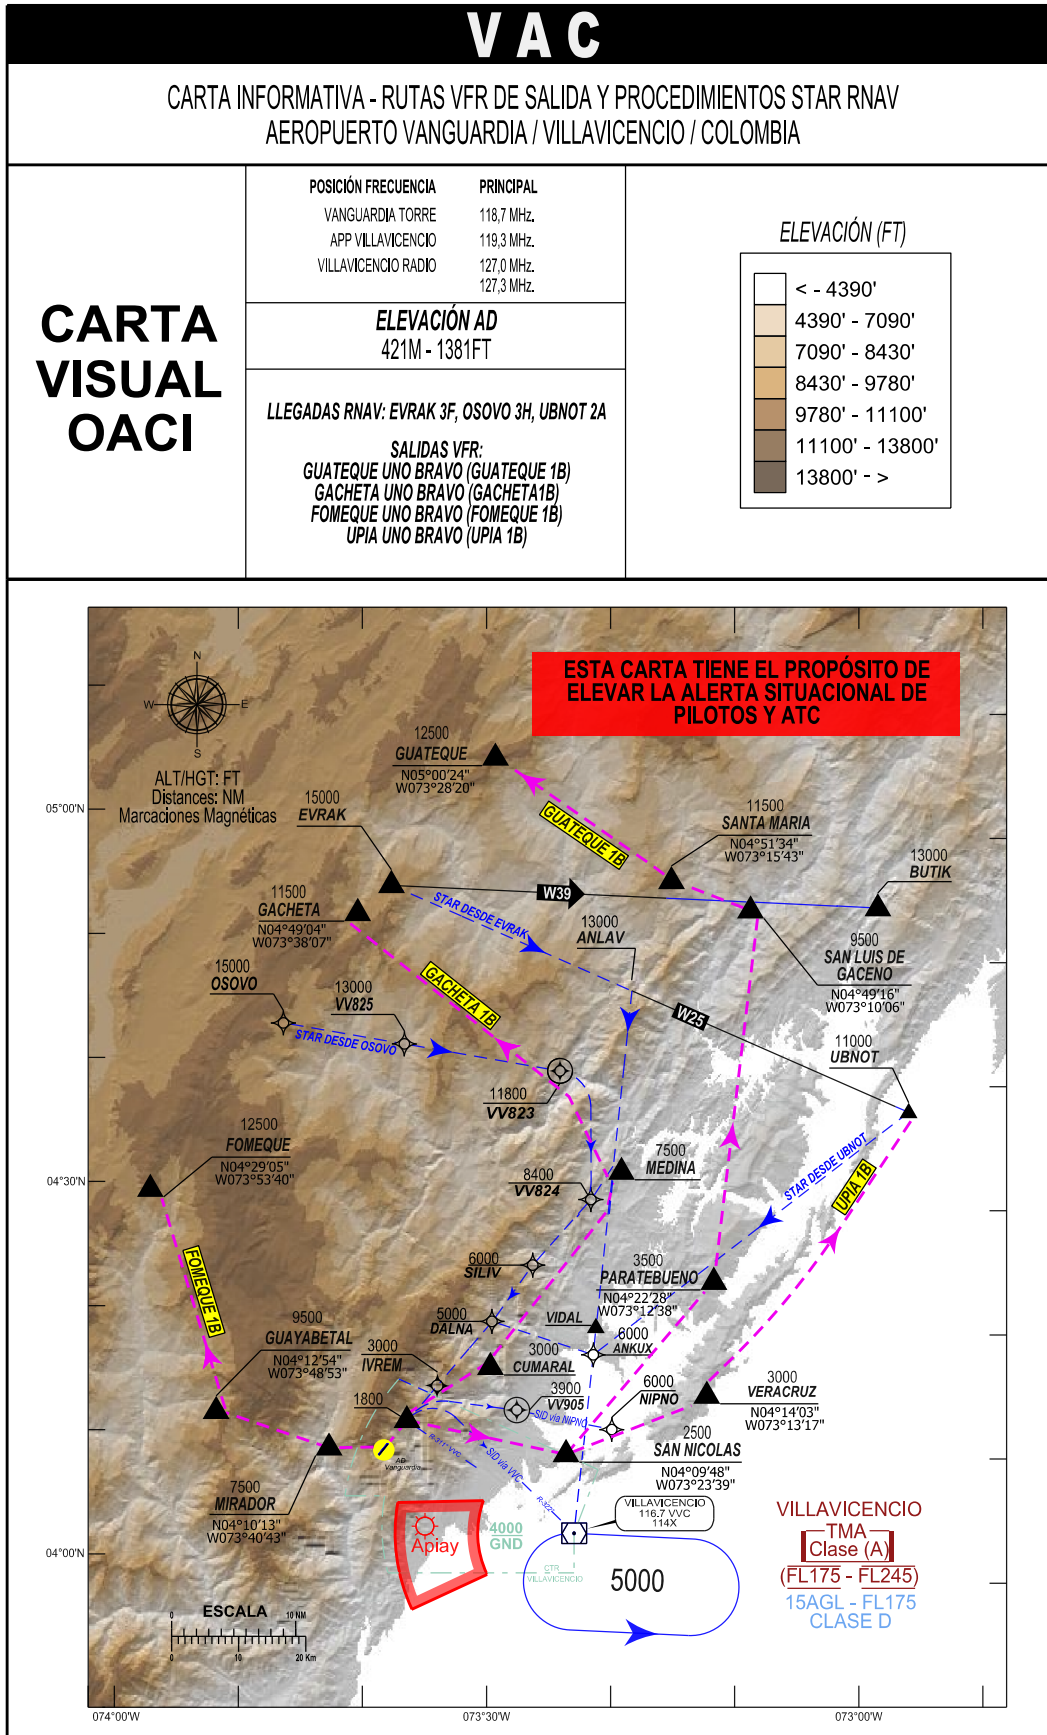 VAC
CARTA INFORMATIVA - RUTAS VFR DE SALIDA Y PROCEDIMIENTOS STAR RNAV
AEROPUERTO VANGUARDIA / VILLAVICENCIO / COLOMBIA
CARTA
VISUAL
OACI
POSICIÓN FRECUENCIA PRINCIPAL
VANGUARDIA TORRE 118,7 MHz.
APP VILLAVICENCIO 119,3 MHz.
VILLAVICENCIO RADIO 127,0 MHz.
127,3 MHz.
ELEVACIÓN AD
421M - 1381FT
LLEGADAS RNAV: EVRAK 3F, OSOVO 3H, UBNOT 2A
SALIDAS VFR:
GUATEQUE UNO BRAVO (GUATEQUE 1B)
GACHETA UNO BRAVO (GACHETA1B)
FOMEQUE UNO BRAVO (FOMEQUE 1B)
UPIA UNO BRAVO (UPIA 1B)
ELEVACIÓN (FT)
< - 4390'
4390' - 7090'
7090' - 8430'
8430' - 9780'
9780' - 11100'
11100' - 13800'
13800' - >
ESTA CARTA TIENE EL PROPÓSITO DE
ELEVAR LA ALERTA SITUACIONAL DE
PILOTOS Y ATC
N
W
E
S
ALT/HGT: FT
Distances: NM
Marcaciones Magnéticas
12500
GUATEQUE
N05°00'24"
W073°28'20"
15000
EVRAK
05°00'N
GUATEQUE 1B
11500
SANTA MARIA
N04°51'34"
W073°15'43"
13000
BUTIK
W39
STAR DESDE EVRAK
11500
GACHETA
N04°49'04"
W073°38'07"
13000
ANLAV
9500
SAN LUIS DE
GACENO
N04°49'16"
W073°10'06"
15000
OSOVO
13000
VV825
GACHETA 1B
STAR DESDE OSOVO
W25
11000
UBNOT
11800
VV823
12500
FOMEQUE
N04°29'05"
W073°53'40"
04°30'N
7500
MEDINA
8400
VV824
STAR DESDE UBNOT
UPIA 1B
FOMEQUE 1B
6000
SILIV
3500
PARATEBUENO
N04°22'28"
W073°12'38"
5000
DALNA
VIDAL
6000
ANKUX
9500
GUAYABETAL
N04°12'54"
W073°48'53"
3000
IVREM
3000
CUMARAL
1800
3900
VV905
SID vía NIPNO
6000
NIPNO
3000
VERACRUZ
N04°14'03"
W073°13'17"
R-311° VVC
SID vía VVC
AD
Vanguardia
2500
SAN NICOLAS
N04°09'48"
W073°23'39"
7500
MIRADOR
N04°10'13"
W073°40'43"
R-322°
VILLAVICENCIO
116.7 VVC
114X
Apiay
4000
GND
CTR
VILLAVICENCIO
5000
VILLAVICENCIO
TMA
Clase (A)
(FL175 - FL245)
15AGL - FL175
CLASE D
04°00'N
ESCALA
0 10 NM
0 10 20 Km
074°00'W
073°30'W
073°00'W